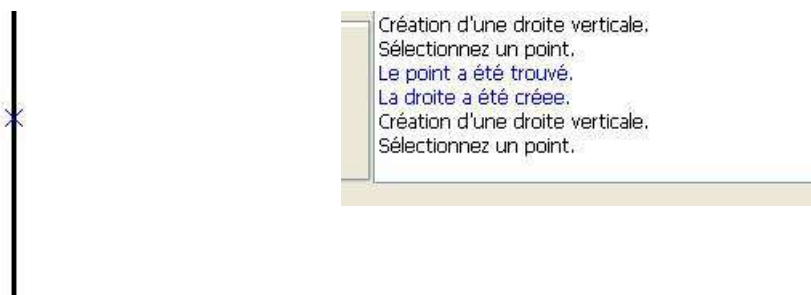 Création d'une droite verticale.
Sélectionnez un point.
Le point a été trouvé.
La droite a été créee.
Création d'une droite verticale.
Sélectionnez un point.